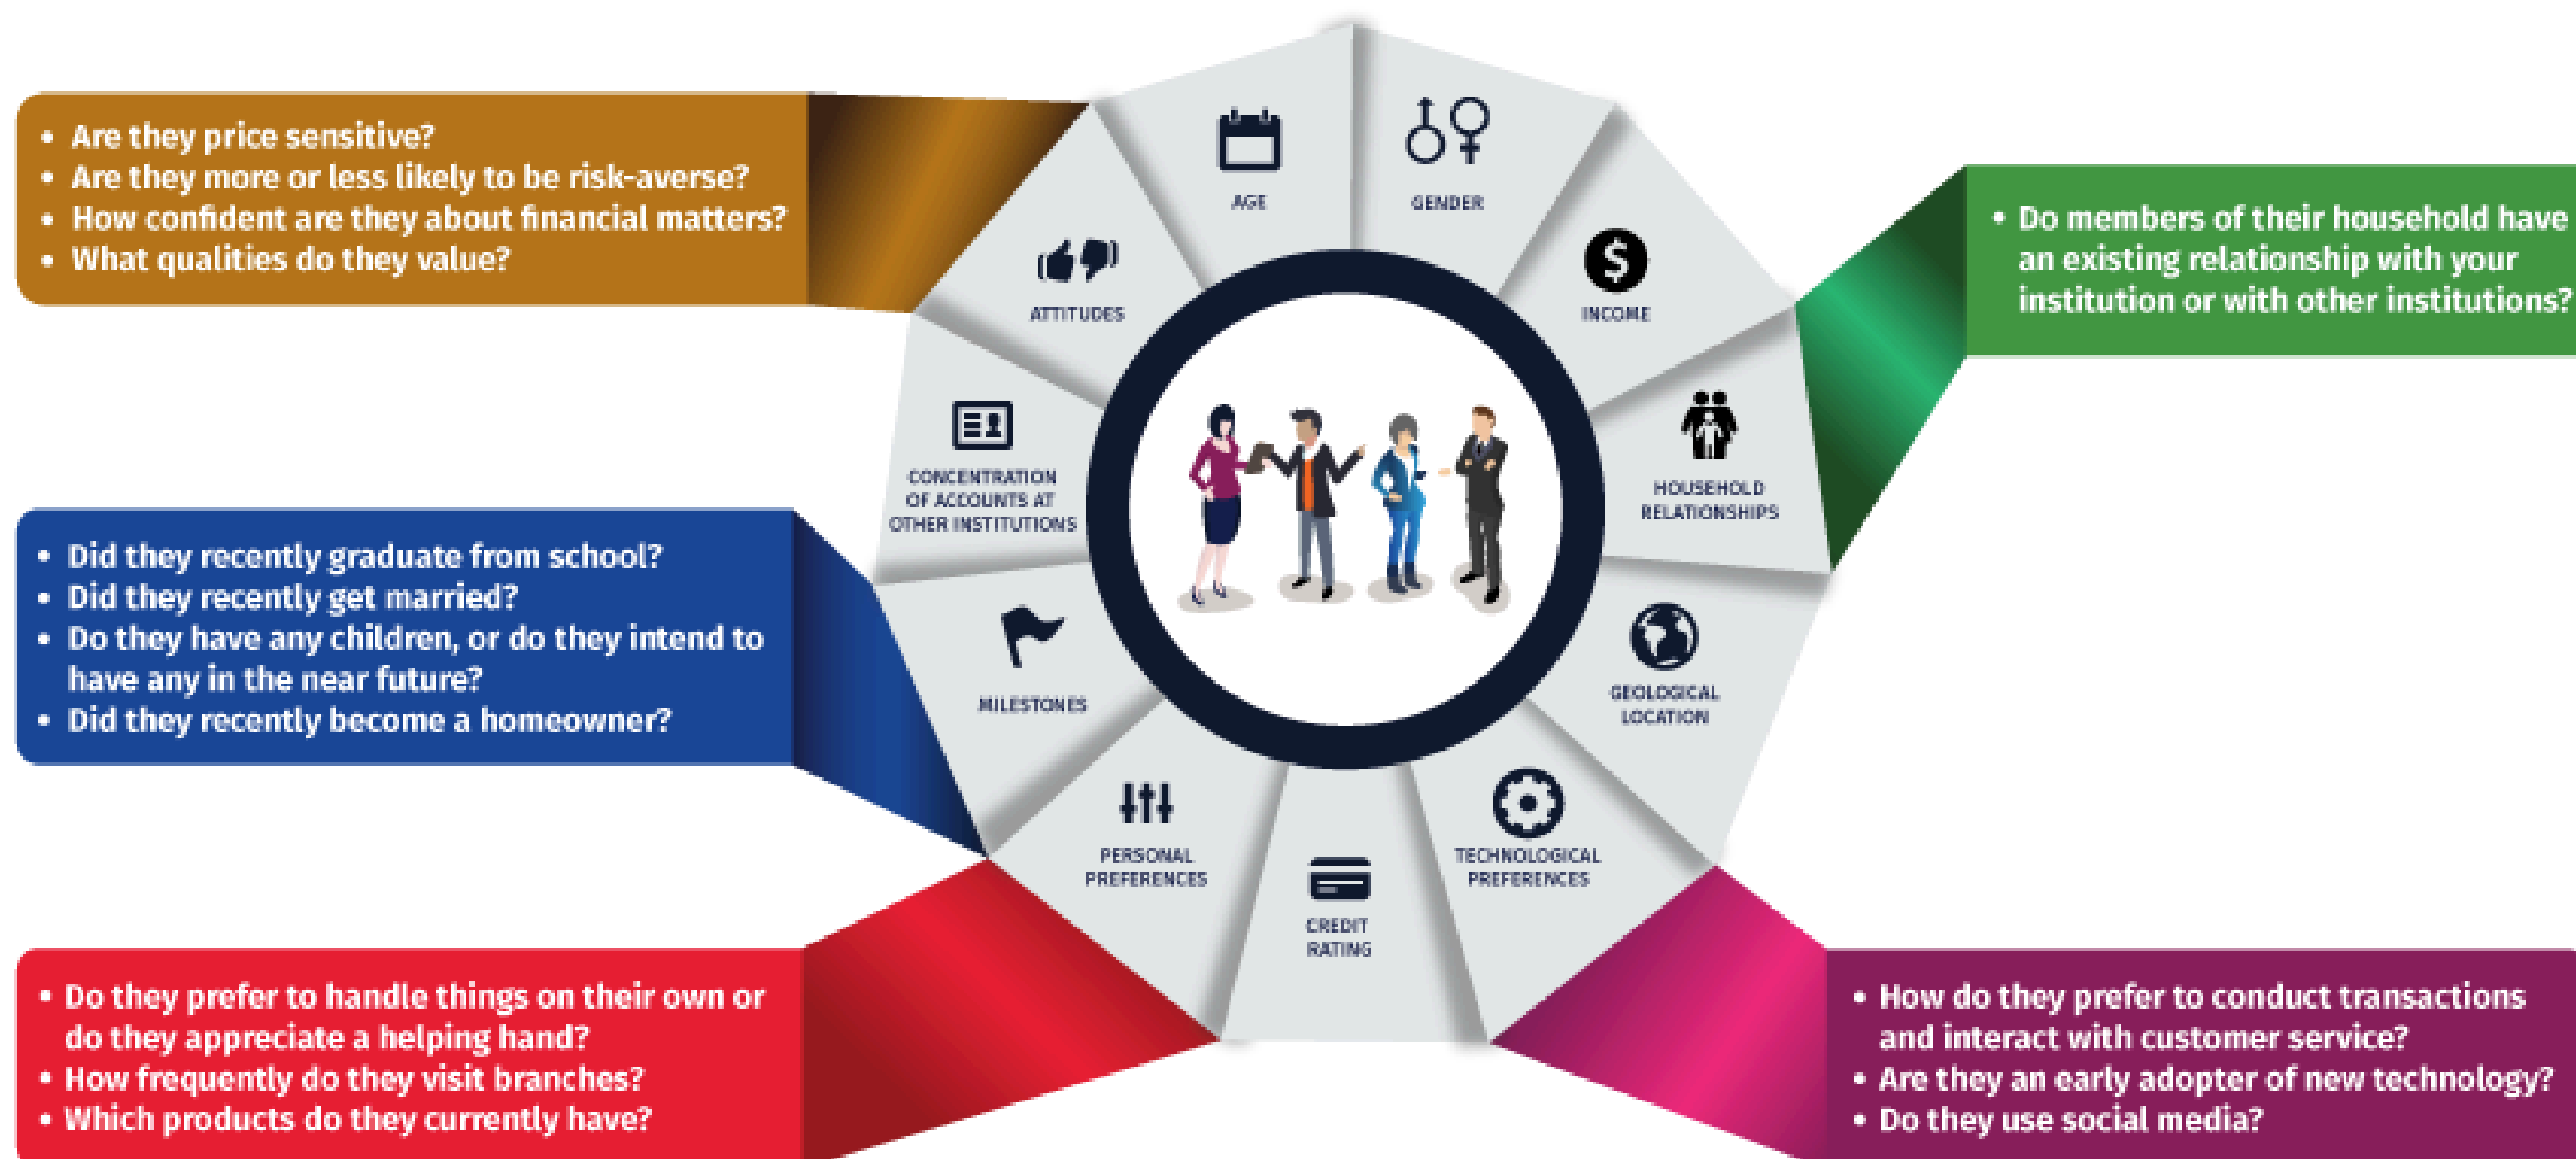 • Are they price sensitive?
• Are they more or less likely to be risk-averse?
• How confident are they about financial matters?
• What qualities do they value?
• Did they recently graduate from school?
• Did they recently get married?
• Do they have any children, or do they intend to
have any in the near future?
• Did they recently become a homeowner?
• Do they prefer to handle things on their own or
do they appreciate a helping hand?
• How frequently do they visit branches?
• Which products do they currently have?
AGE
GENDER
INCOME
HOUSEHOLD
RELATIONSHIPS
GEOLOGICAL
LOCATION
TECHNOLOGICAL
PREFERENCES
CREDIT
RATING
PERSONAL
PREFERENCES
MILESTONES
CONCENTRATION
OF ACCOUNTS AT
OTHER INSTITUTIONS
ATTITUDES
• Do members of their household have
an existing relationship with your
institution or with other institutions?
• How do they prefer to conduct transactions
and interact with customer service?
• Are they an early adopter of new technology?
• Do they use social media?